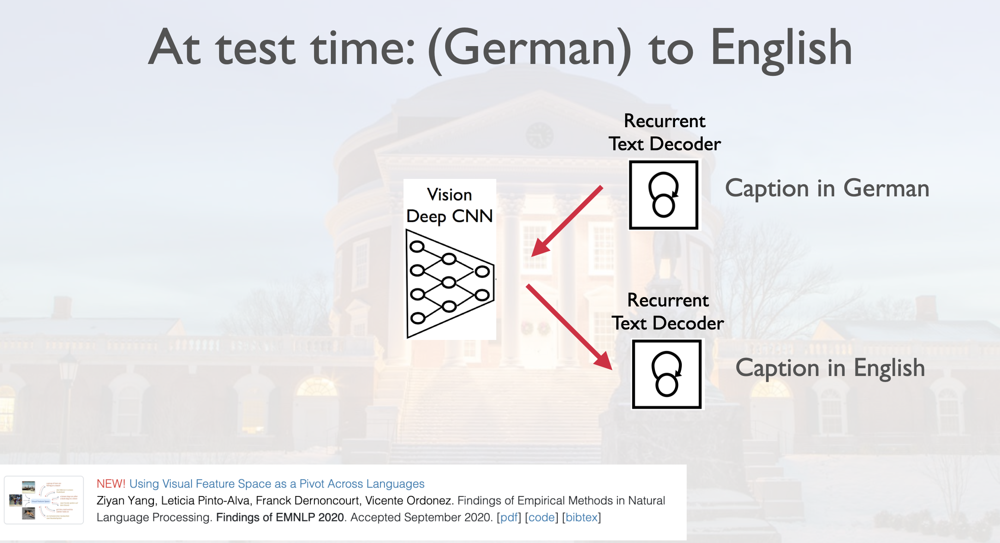 At test time: (German) to English
Recurrent
Text Decoder
Caption in German
Vision
Deep CNN
Recurrent
Text Decoder
Caption in English
NEW! Using Visual Feature Space as a Pivot Across Languages
Ziyan Yang, Leticia Pinto-Alva, Franck Dernoncourt, Vicente Ordonez. Findings of Empirical Methods in Natural
Language Processing. Findings of EMNLP 2020. Accepted September 2020. [pdf] [code] [bibtex]
Visual Feature Space